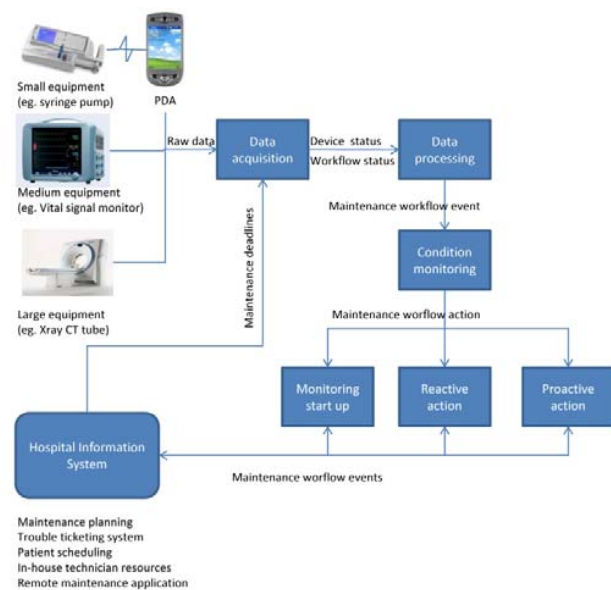 Small equipment
(eg. syringe pump)
PDA
Raw data
Data
acquisition
Device status
Workflow status
Data
processing
Medium equipment
(eg. Vital signal monitor)
Maintenance workflow event
Maintenance deadlines
Condition
monitoring
Large equipment
(eg. Xray CT tube)
Maintenance worflow action
Monitoring
start up
Reactive
action
Proactive
action
Hospital Information
System
Maintenance worflow events
Maintenance planning
Trouble ticketing system
Patient scheduling
In-house technician resources
Remote maintenance application